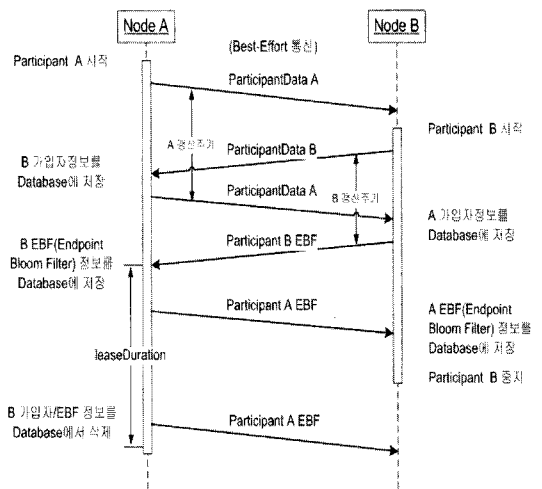 Node A
Node B
(Best-Effort 통신)
Participant A 시작
ParticipantData A
Participant B 시작
A 갱신주기
ParticipantData B
B 가입자정보를
Database에 저장
ParticipantData A
B 갱신주기
A 가입자정보를
Database에 저장
Participant B EBF
B EBF(Endpoint
Bloom Filter) 정보를
Database에 저장
Participant A EBF
A EBF(Endpoint
Bloom Filter) 정보를
Database에 저장
leaseDuration
Participant B 중지
B 가입자/EBF 정보를
Database에서 삭제
Participant A EBF